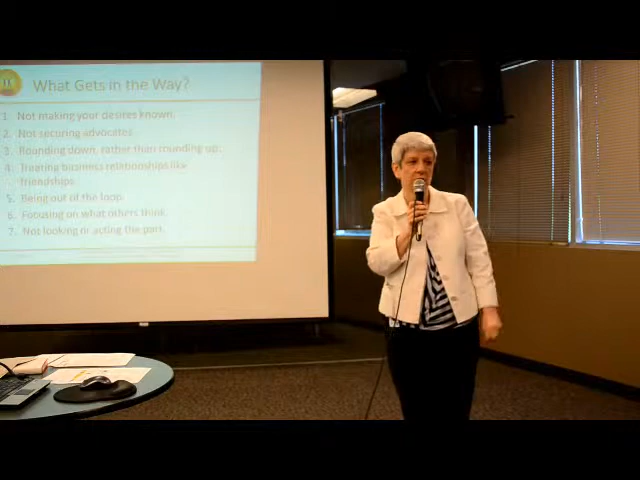 What Gets in the Way?
1. Not making your desires known.
2. Not securing advocates.
3. Rounding down, rather than rounding up.
4. Treating business relationships like
friendships.
5. Being out of the loop.
6. Focusing on what others think.
7. Not looking or acting the part.